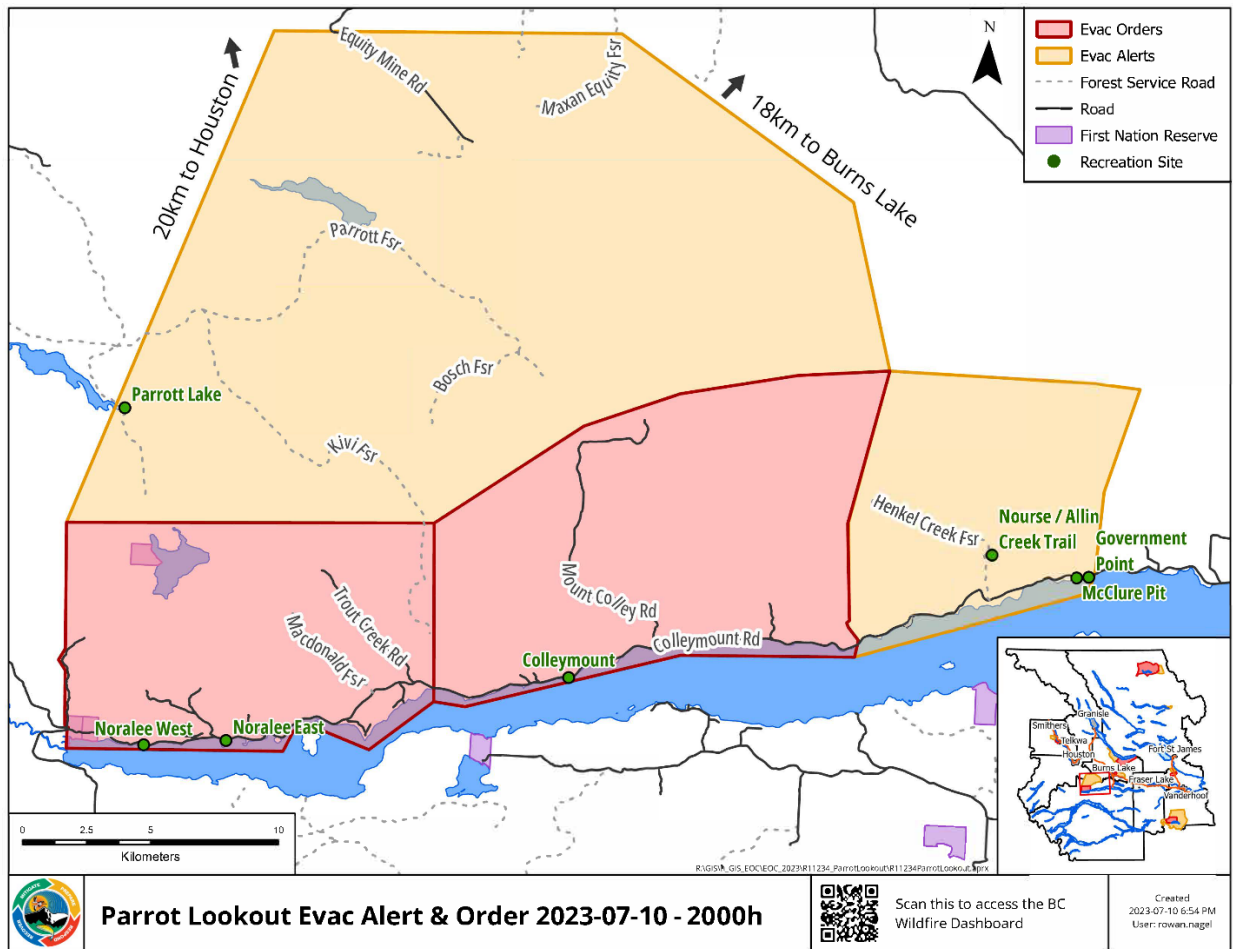 Equity Mine Rd
Maxan Equity Fsr
20km to Houston
18km to Burns Lake
N
Evac Orders
Evac Alerts
Forest Service Road
Road
First Nation Reserve
Recreation Site
Parrott Fsr
Bosch Fsr
Parrott Lake
Kivi Fsr
Henkel Creek Fsr
Nourse / Allin
Creek Trail
Government
Point
McClure Pit
Mount Colley Rd
Trout Creek Rd
Macdonald Fsr
Colleymount Rd
Colleymount
Noralee West
Noralee East
Granisle
Smithers
Telkwa
Houston
Fort St James
Burns Lake
Fraser Lake
Vanderhoof
0 2.5 5 10
Kilometers
Parrot Lookout Evac Alert & Order 2023-07-10 - 2000h
Scan this to access the BC
Wildfire Dashboard
Created
2023-07-10 6:54 PM
User: rowan.nagel